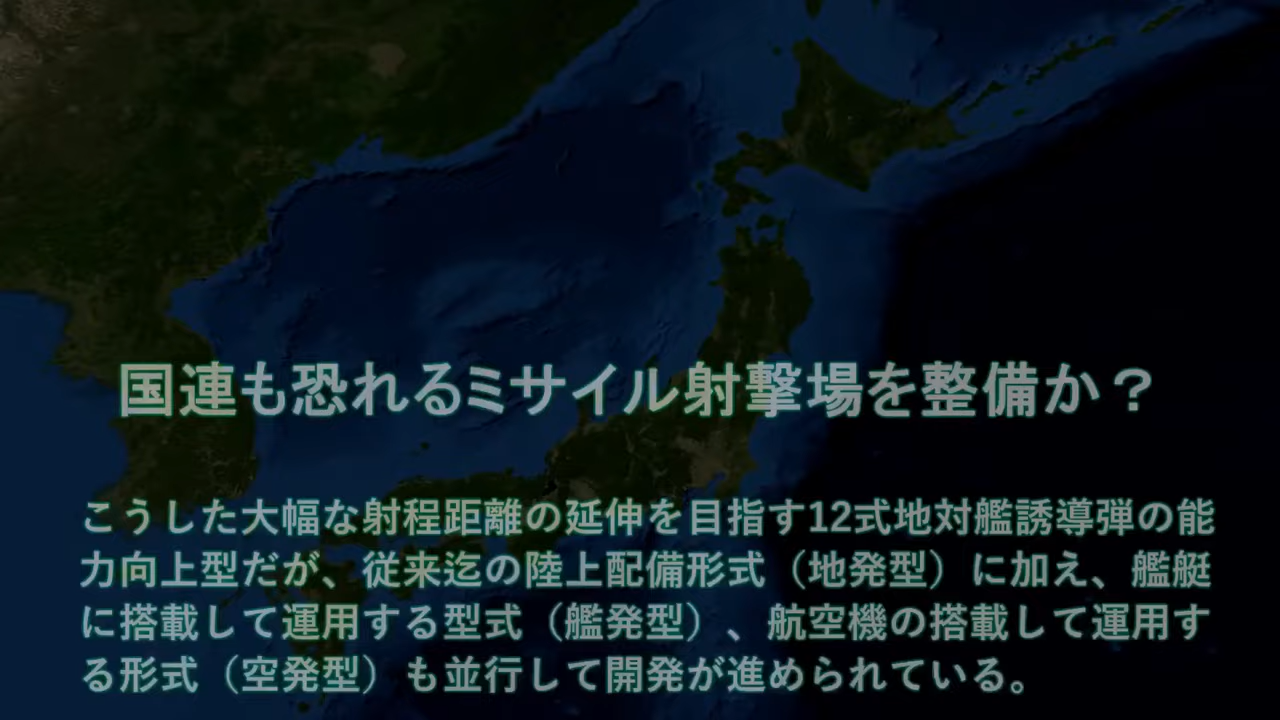 国連も恐れるミサイル射撃場を整備か？
こうした大幅な射程距離の延伸を目指す12式地対艦誘導弾の能
力向上型だが、従来迄の陸上配備形式（地発型）に加え、艦艇
に搭載して運用する型式（艦発型）、航空機の搭載して運用す
る形式（空発型）も並行して開発が進められている。